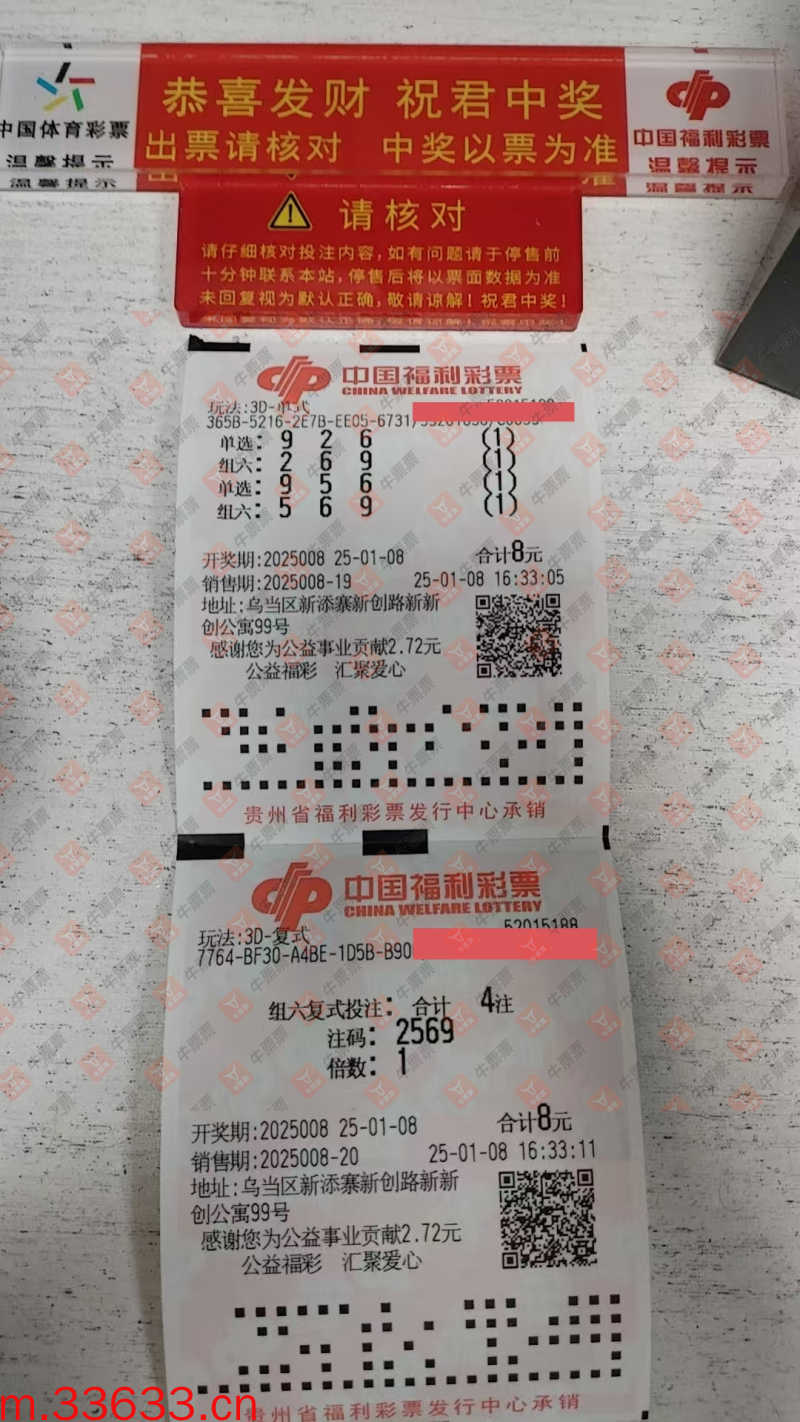 中国体育彩票
温馨提示
恭喜发财 祝君中奖
出票请核对 中奖以票为准
中国福利彩票
温馨提示
请核对
请仔细核对投注内容,如有问题请于停售前
十分钟联系本站,停售后将以票面数据为准
未回复视为默认正确,敬请谅解!祝君中奖!
中国福利彩票
CHINA WELFARE LOTTERY
玩法:3D-单式
365B-5216-2E7B-EE05-6731/
单选: 9 2 6 (1)
组六: 2 6 9 (1)
单选: 9 5 6 (1)
组六: 5 6 9 (1)
开奖期:2025008 25-01-08 合计8元
销售期:2025008-19 25-01-08 16:33:05
地址:乌当区新添寨新创路新新
创公寓99号
感谢您为公益事业贡献2.72元
公益福彩 汇聚爱心
贵州省福利彩票发行中心承销
中国福利彩票
CHINA WELFARE LOTTERY
玩法:3D-复式 52015188
7764-BF30-A4BE-1D5B-B90
组六复式投注: 合计 4注
注码: 2569
倍数: 1
开奖期:2025008 25-01-08 合计8元
销售期:2025008-20 25-01-08 16:33:11
地址:乌当区新添寨新创路新新
创公寓99号
感谢您为公益事业贡献2.72元
公益福彩 汇聚爱心
贵州省福利彩票发行中心承销
m.33633.cn
牛票票